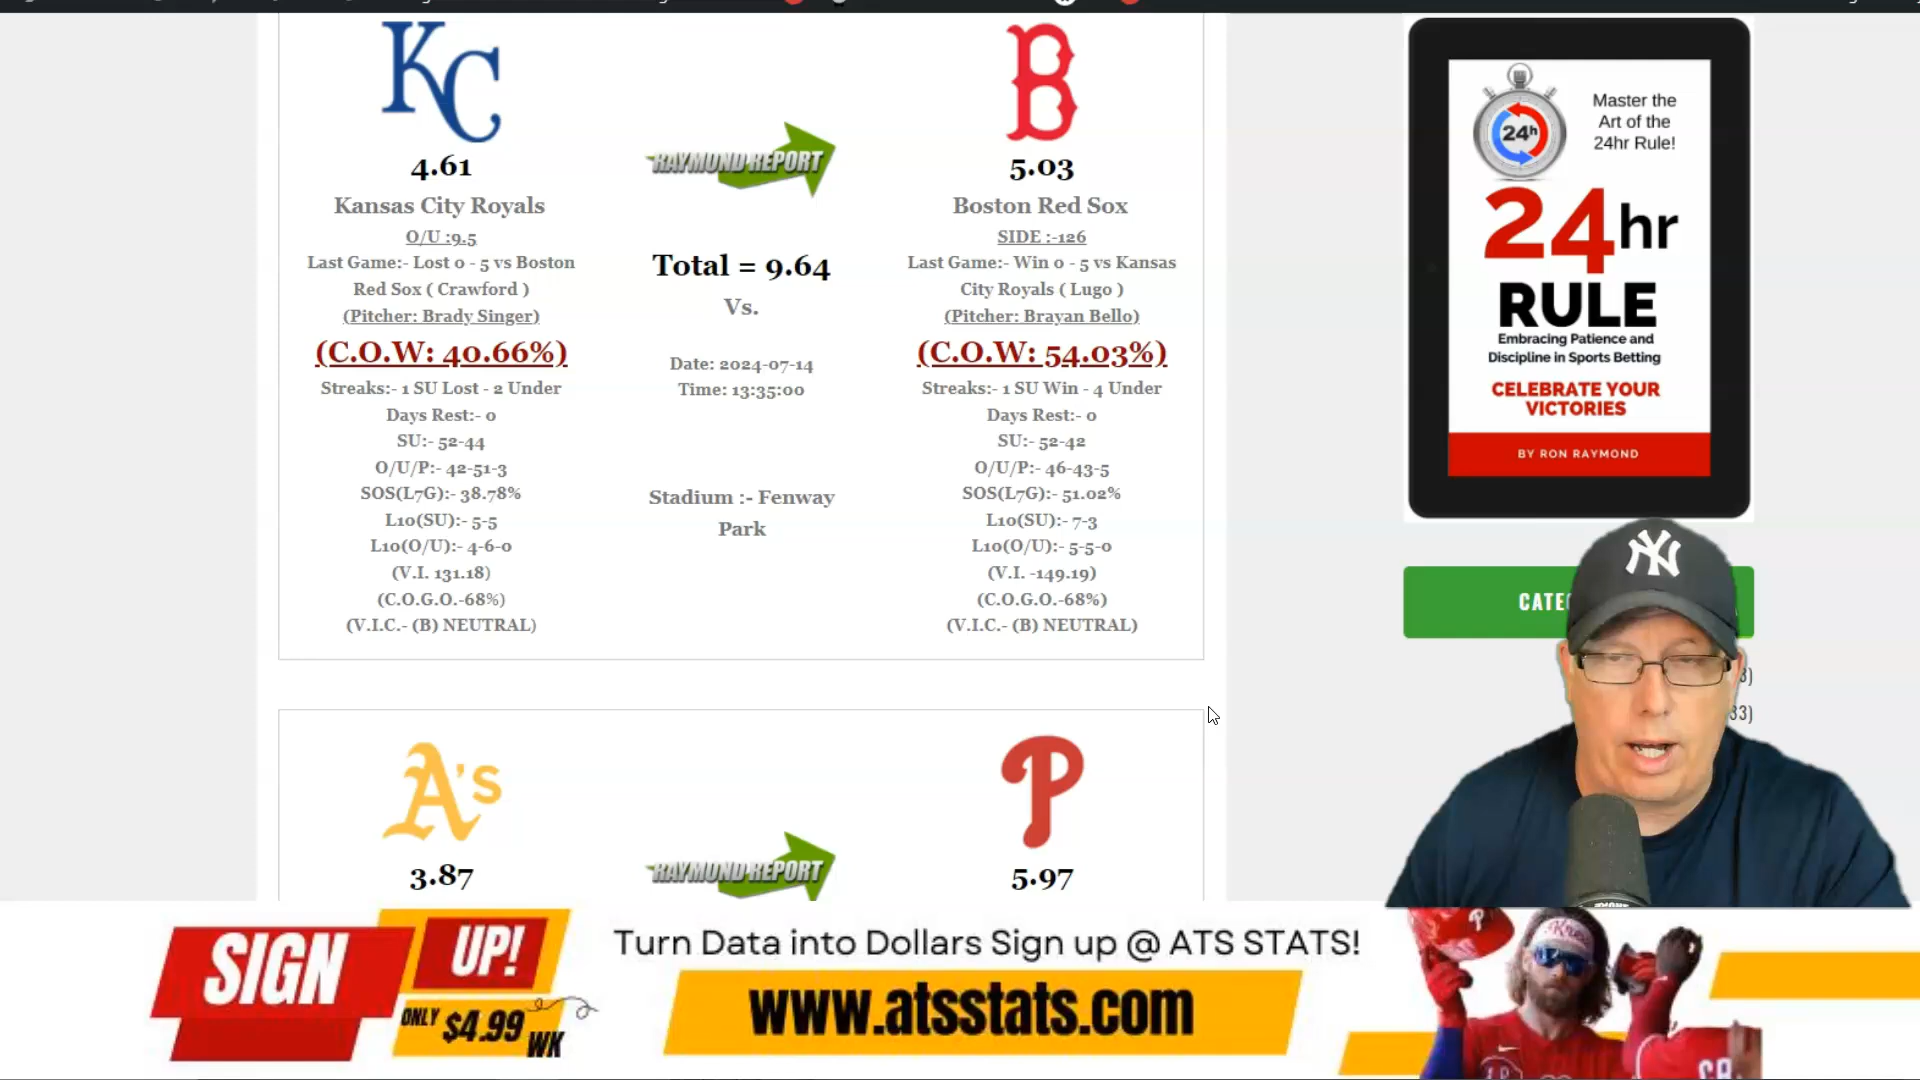 KC
4.61
Kansas City Royals
O/U :9.5
Last Game:- Lost 0 - 5 vs Boston
Red Sox ( Crawford )
(Pitcher: Brady Singer)
(C.O.W: 40.66%)
Streaks:- 1 SU Lost - 2 Under
Days Rest:- 0
SU:- 52-44
O/U/P:- 42-51-3
SOS(L7G):- 38.78%
L10(SU):- 5-5
L10(O/U):- 4-6-0
(V.I. 131.18)
(C.O.G.O.-68%)
(V.I.C.- (B) NEUTRAL)
RAYMOND REPORT
Total = 9.64
Vs.
Date: 2024-07-14
Time: 13:35:00
Stadium :- Fenway
Park
B
5.03
Boston Red Sox
SIDE :-126
Last Game:- Win 0 - 5 vs Kansas
City Royals ( Lugo )
(Pitcher: Brayan Bello)
(C.O.W: 54.03%)
Streaks:- 1 SU Win - 4 Under
Days Rest:- 0
SU:- 52-42
O/U/P:- 46-43-5
SOS(L7G):- 51.02%
L10(SU):- 7-3
L10(O/U):- 5-5-0
(V.I. -149.19)
(C.O.G.O.-68%)
(V.I.C.- (B) NEUTRAL)
A's
3.87
RAYMOND REPORT
P
5.97
24h
Master the
Art of the
24hr Rule!
24hr
RULE
Embracing Patience and
Discipline in Sports Betting
CELEBRATE YOUR
VICTORIES
BY RON RAYMOND
CATE
NY
3)
33)
SIGN
UP!
ONLY $4.99 WK
Turn Data into Dollars Sign up @ ATS STATS!
www.atsstats.com
P